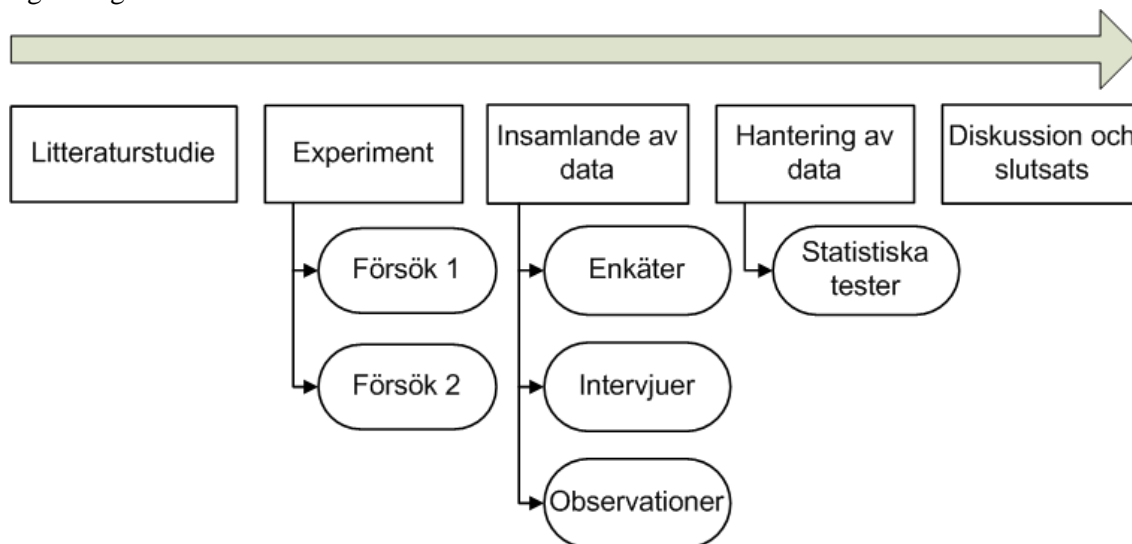 Litteraturstudie
Experiment
Försök 1
Försök 2
Insamlande av
data
Enkäter
Intervjuer
Observationer
Hantering av
data
Statistiska
tester
Diskussion och
slutsats